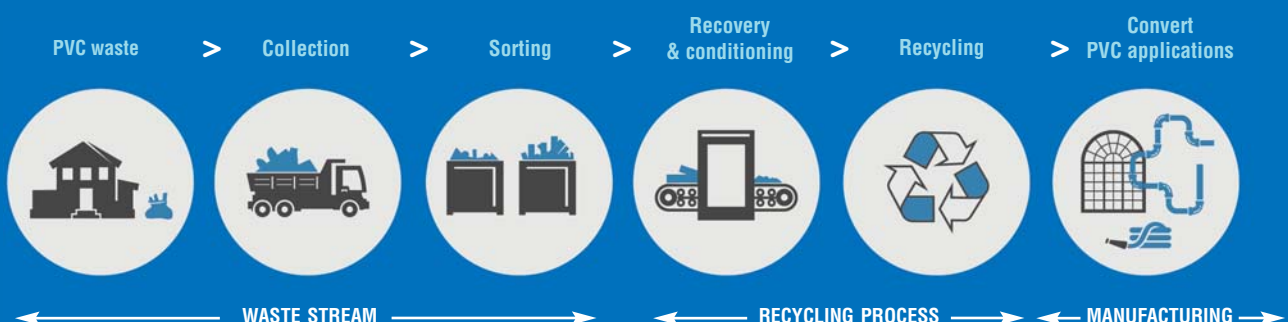 PVC waste > Collection > Sorting > Recovery & conditioning > Recycling > Convert PVC applications
WASTE STREAM RECYCLING PROCESS MANUFACTURING